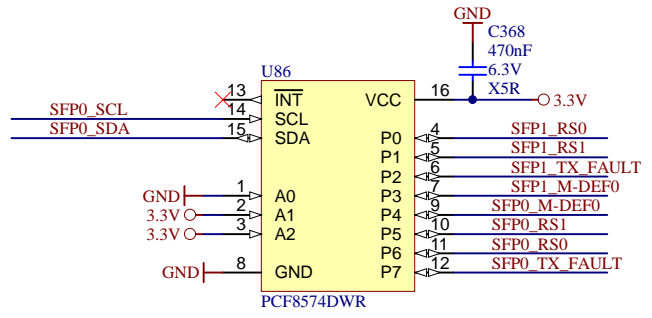 GND
C368
470nF
6.3V
X5R
U86
13 INT VCC 16 3.3V
SFP0_SCL 14 SCL
SFP0_SDA 15 SDA P0 4 SFP1_RS0
P1 5 SFP1_RS1
P2 6 SFP1_TX_FAULT
GND 1 A0 P3 7 SFP1_M-DEF0
3.3V 2 A1 P4 9 SFP0_M-DEF0
3.3V 3 A2 P5 10 SFP0_RS1
P6 11 SFP0_RS0
GND 8 GND P7 12 SFP0_TX_FAULT
PCF8574DWR